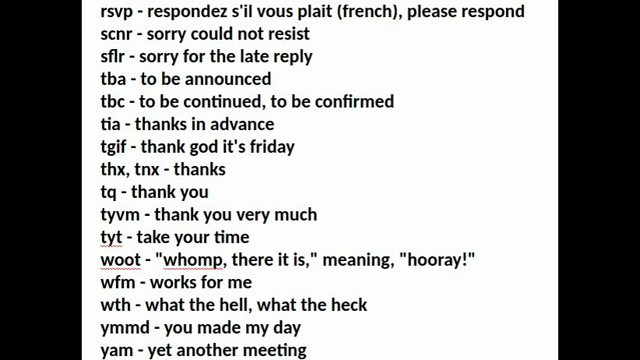 rsvp - respondez s'il vous plait (french), please respond
scnr - sorry could not resist
sflr - sorry for the late reply
tba - to be announced
tbc - to be continued, to be confirmed
tia - thanks in advance
tgif - thank god it's friday
thx, tnx - thanks
tq - thank you
tyvm - thank you very much
tyt - take your time
woot - "whomp, there it is," meaning, "hooray!"
wfm - works for me
wth - what the hell, what the heck
ymmd - you made my day
yam - yet another meeting